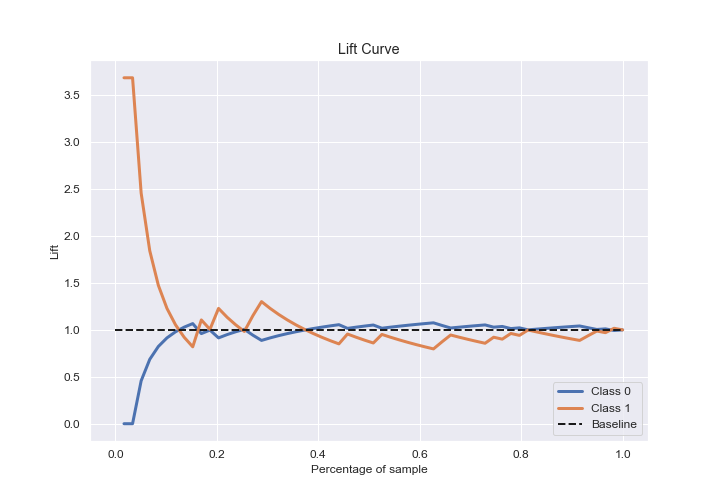 Lift Curve
3.5
3.0
2.5
2.0
1.5
1.0
0.5
0.0
Lift
0.0 0.2 0.4 0.6 0.8 1.0
Percentage of sample
Class 0
Class 1
Baseline